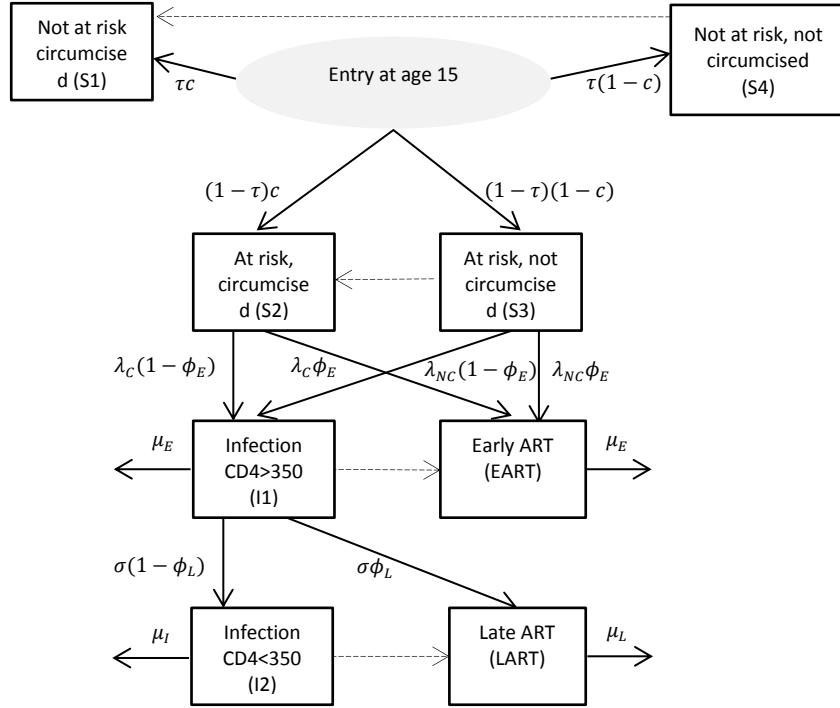 Not at risk
circumcise
d (S1)
Entry at age 15
Not at risk, not
circumcised
(S4)
τc
τ(1 − c)
(1 − τ)c
(1 − τ)(1 − c)
At risk,
circumcise
d (S2)
At risk, not
circumcise
d (S3)
λ_C(1 − ϕ_E)
λ_Cϕ_E
λ_NC(1 − ϕ_E)
λ_NCϕ_E
μ_E
Infection
CD4>350
(I1)
Early ART
(EART)
μ_E
σ(1 − ϕ_L)
σϕ_L
μ_I
Infection
CD4<350
(I2)
Late ART
(LART)
μ_L